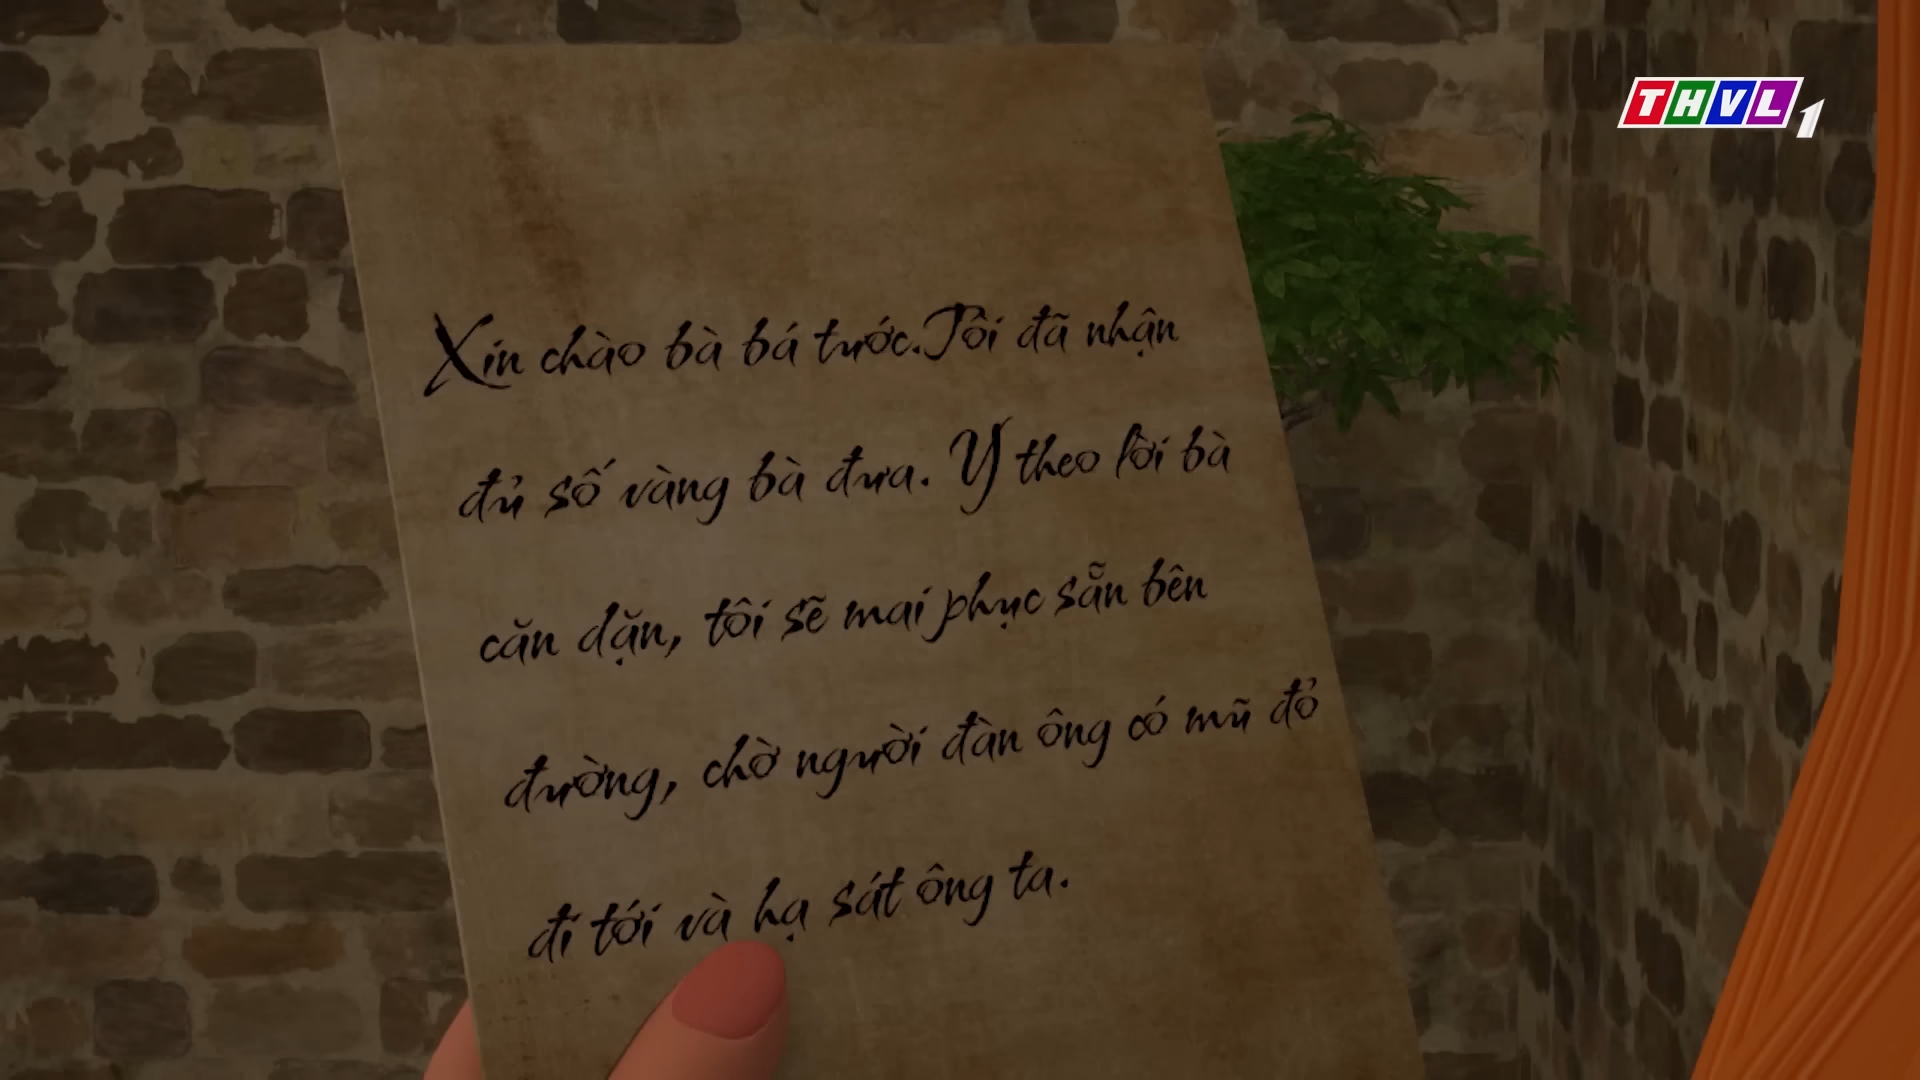 THVL1
Xin chào bà bá tước.Tôi đã nhận
đủ số vàng bà đưa. Y theo lời bà
căn dặn, tôi sẽ mai phục sẵn bên
đường, chờ người đàn ông có mũ đỏ
đi tới và hạ sát ông ta.